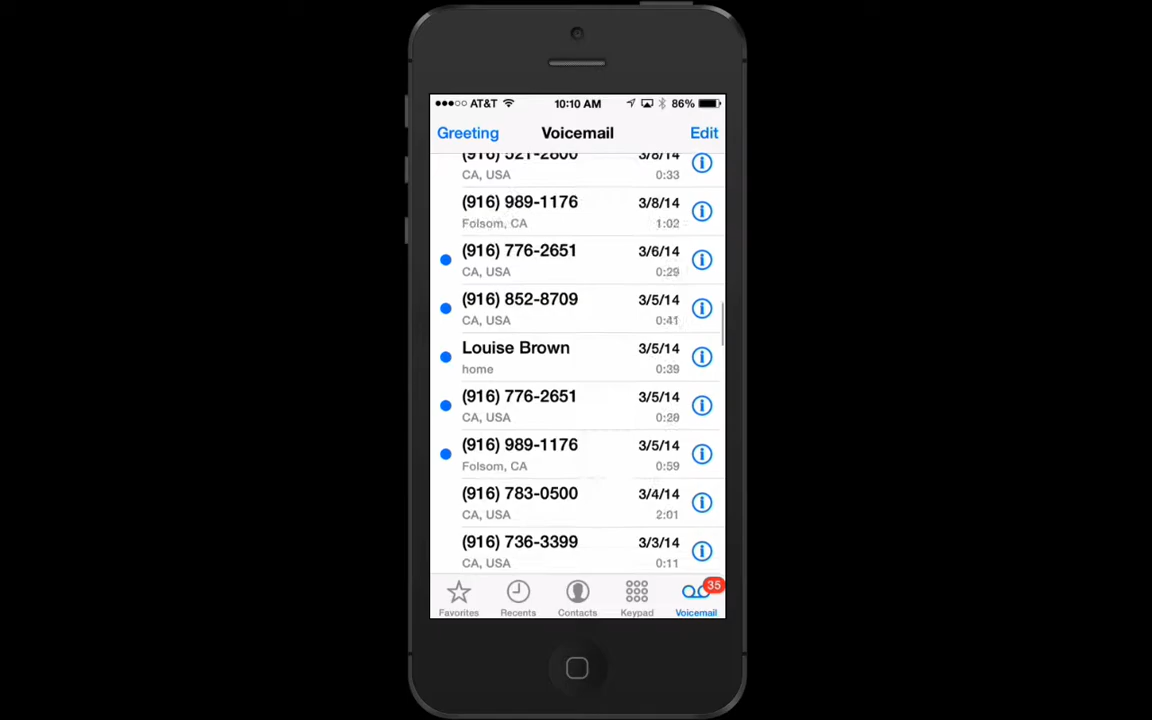 AT&T 10:10 AM 86%
Greeting Voicemail Edit
(916) 521-2800 3/8/14
CA, USA 0:33
(916) 989-1176 3/8/14
Folsom, CA 1:02
(916) 776-2651 3/6/14
CA, USA 0:29
(916) 852-8709 3/5/14
CA, USA 0:41
Louise Brown 3/5/14
home 0:39
(916) 776-2651 3/5/14
CA, USA 0:28
(916) 989-1176 3/5/14
Folsom, CA 0:59
(916) 783-0500 3/4/14
CA, USA 2:01
(916) 736-3399 3/3/14
CA, USA 0:11
35
Favorites Recents Contacts Keypad Voicemail